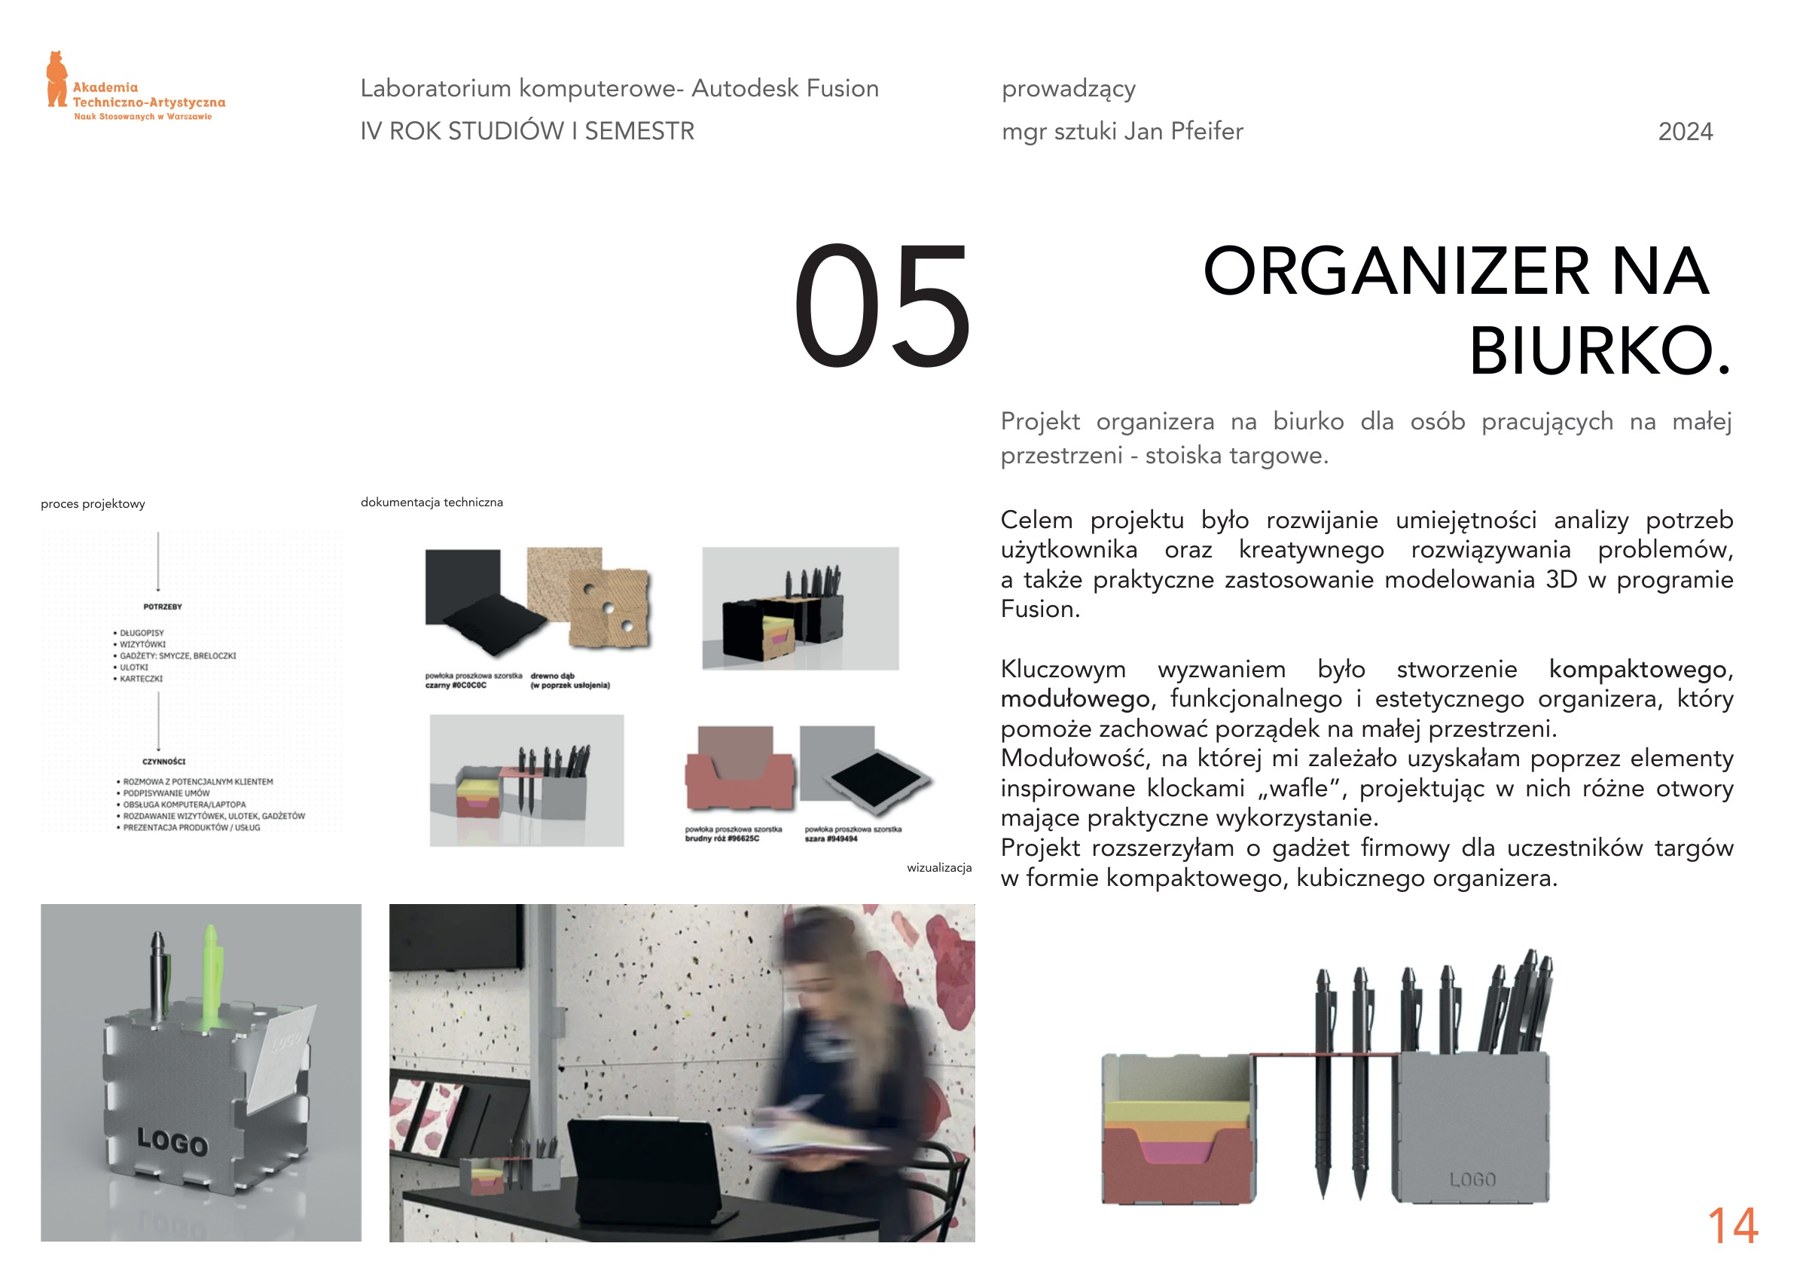 Akademia
Techniczno-Artystyczna
Nauk Stosowanych w Warszawie
Laboratorium komputerowe- Autodesk Fusion
IV ROK STUDIÓW I SEMESTR
prowadzący
mgr sztuki Jan Pfeifer
2024
05
ORGANIZER NA
BIURKO.
Projekt organizera na biurko dla osób pracujących na małej
przestrzeni - stoiska targowe.
Celem projektu było rozwijanie umiejętności analizy potrzeb
użytkownika oraz kreatywnego rozwiązywania problemów,
a także praktyczne zastosowanie modelowania 3D w programie
Fusion.
Kluczowym wyzwaniem było stworzenie kompaktowego,
modułowego, funkcjonalnego i estetycznego organizera, który
pomoże zachować porządek na małej przestrzeni.
Modułowość, na której mi zależało uzyskałam poprzez elementy
inspirowane klockami „wafle”, projektując w nich różne otwory
mające praktyczne wykorzystanie.
Projekt rozszerzyłam o gadżet firmowy dla uczestników targów
w formie kompaktowego, kubicznego organizera.
proces projektowy
POTRZEBY
• DŁUGOPISY
• WIZYTÓWKI
• GADŻETY: SMYCZE, BRELOCZKI
• ULOTKI
• KARTECZKI
CZYNNOŚCI
• ROZMOWA Z POTENCJALNYM KLIENTEM
• PODPISYWANIE UMÓW
• OBSŁUGA KOMPUTERA/LAPTOPA
• ROZDAWANIE WIZYTÓWEK, ULOTEK, GADŻETÓW
• PREZENTACJA PRODUKTÓW / USŁUG
dokumentacja techniczna
powłoka proszkowa szorstka
czarny #0C0C0C
drewno dąb
(w poprzek usłojenia)
powłoka proszkowa szorstka
brudny róż #96625C
powłoka proszkowa szorstka
szara #949494
wizualizacja
LOGO
LOGO
LOGO
14